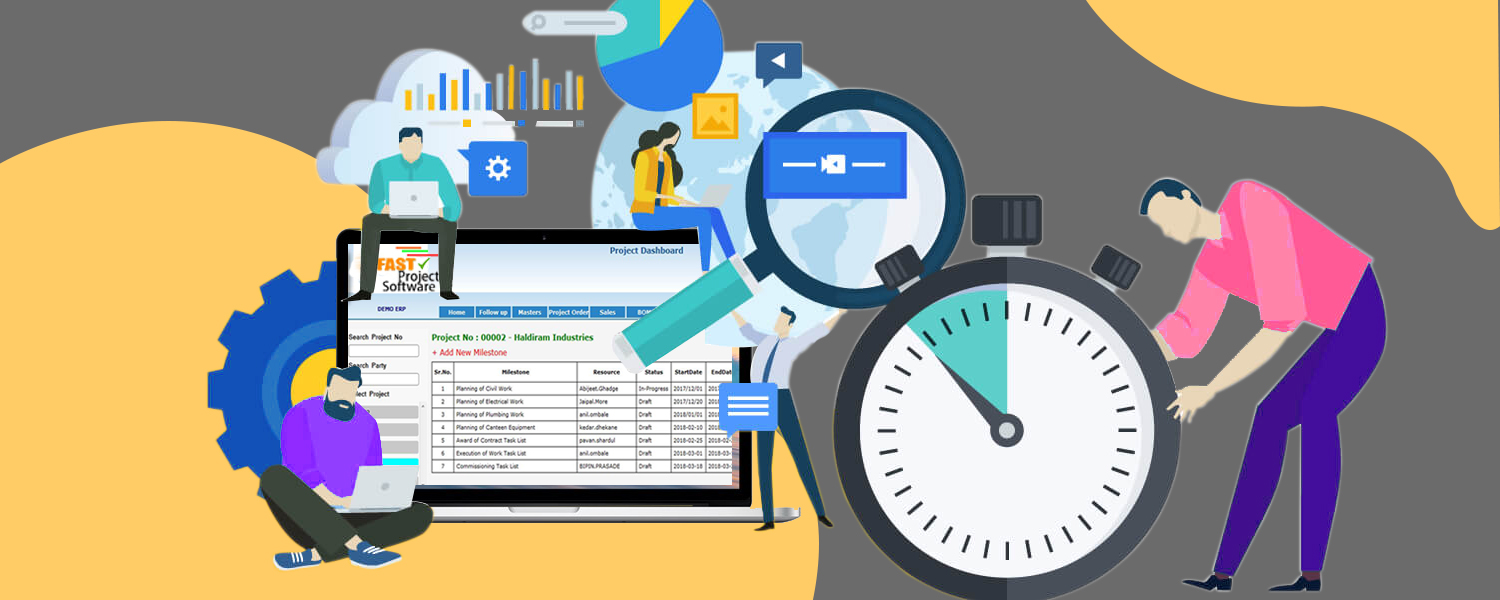 Project Dashboard
FAST
Project
Software
DEMO ERP
Home Follow up Masters Project Order Sales
Search Project No
Search Party
Project No : 00002 - Haldiram Industries
+ Add New Milestone
Sr.No. Milestone Resource Status StartDate
1 Planning of Civil Work Abijeet.Ghadge In-Progress 2017/12/01
2 Planning of Electrical Work Jaipal.More Draft 2017/12/20
3 Planning of Plumbing Work anil.ombale Draft 2018/01/01
4 Planning of Canteen Equipment kedar.dhekane Draft 2018-02-10
5 Award of Contract Task List pavan.shardul Draft 2018-02-25
6 Execution of Work Task List anil.ombale Draft 2018-03-01
7 Commissioning Task List BIPIN.PRASADE Draft 2018-03-18